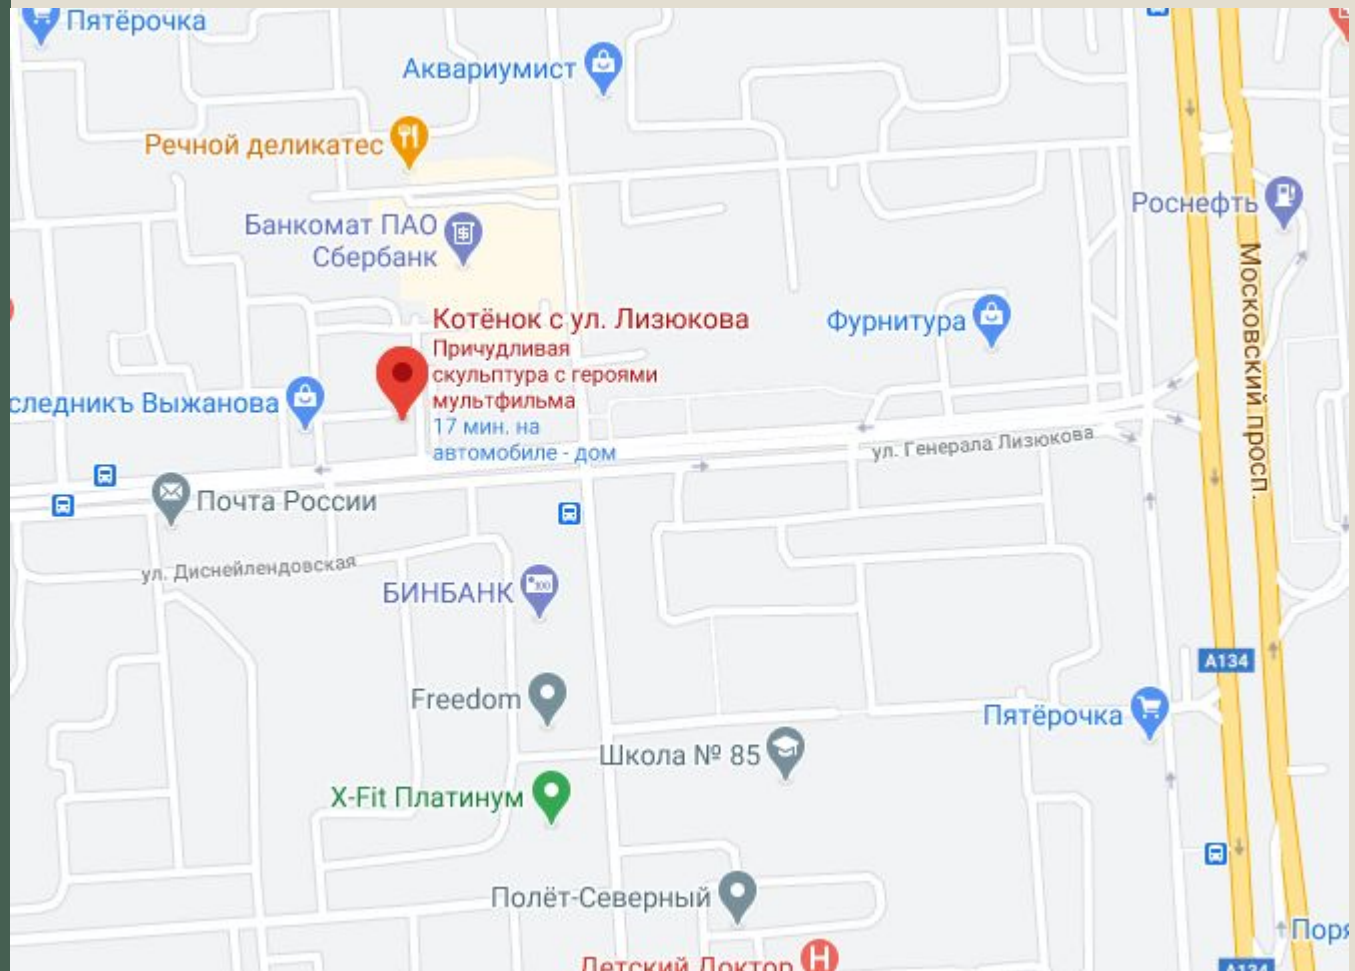 Пятёрочка
Аквариумист
Речной деликатес
Роснефть
Банкомат ПАО
Сбербанк
Московский просп.
Котёнок с ул. Лизюкова
Причудливая
скульптура с героями
мультфильма
17 мин. на
автомобиле - дом
Фурнитура
следникъ Выжанова
ул. Генерала Лизюкова
Почта России
ул. Диснейлендовская
БИНБАНК
100
A134
Freedom
Пятёрочка
Школа № 85
X-Fit Платинум
Полёт-Северный
Поря
Детский Доктор
A134